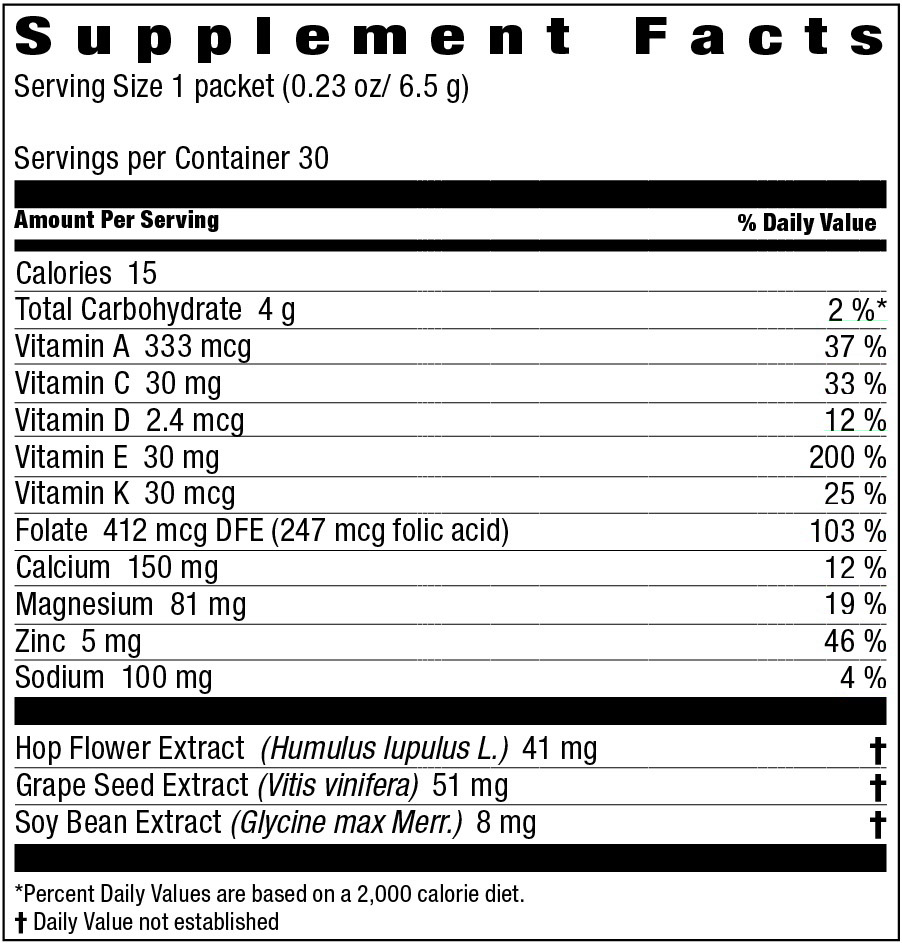 Supplement Facts
Serving Size 1 packet (0.23 oz/ 6.5 g)
Servings per Container 30
Amount Per Serving % Daily Value
Calories 15
Total Carbohydrate 4 g 2 %*
Vitamin A 333 mcg 37 %
Vitamin C 30 mg 33 %
Vitamin D 2.4 mcg 12 %
Vitamin E 30 mg 200 %
Vitamin K 30 mcg 25 %
Folate 412 mcg DFE (247 mcg folic acid) 103 %
Calcium 150 mg 12 %
Magnesium 81 mg 19 %
Zinc 5 mg 46 %
Sodium 100 mg 4 %
Hop Flower Extract (Humulus lupulus L.) 41 mg †
Grape Seed Extract (Vitis vinifera) 51 mg †
Soy Bean Extract (Glycine max Merr.) 8 mg †
*Percent Daily Values are based on a 2,000 calorie diet.
† Daily Value not established